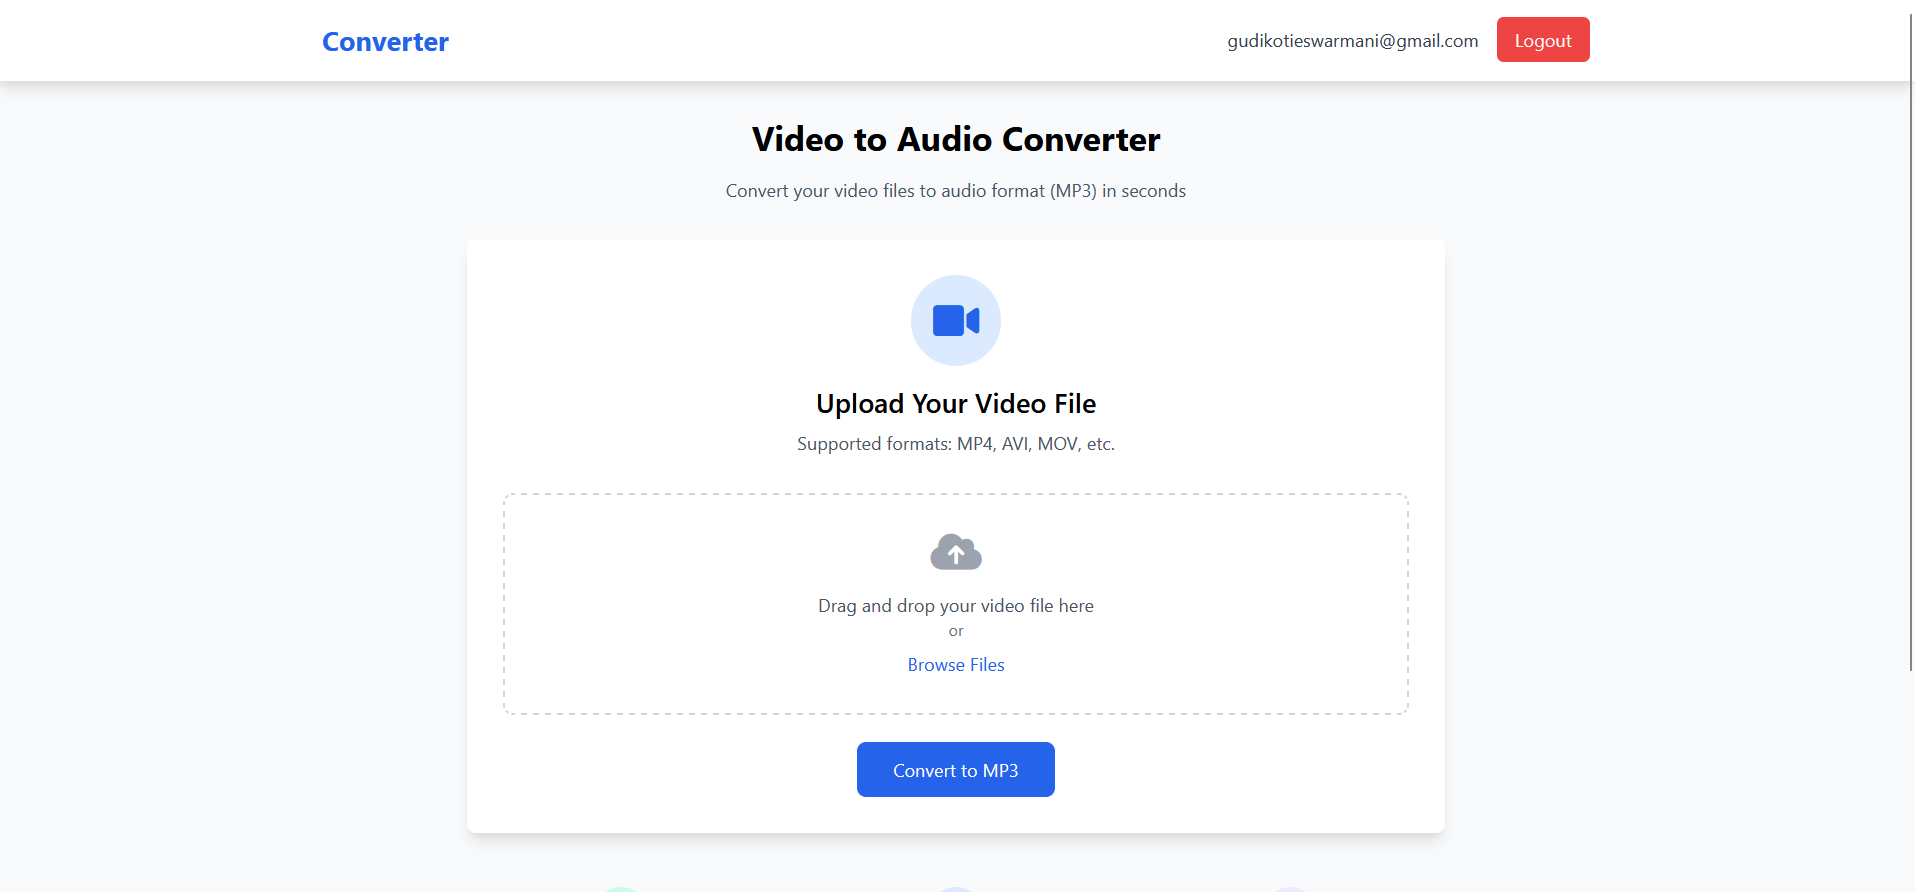 Converter
gudikotieswarmani@gmail.com
Logout
Video to Audio Converter
Convert your video files to audio format (MP3) in seconds
Upload Your Video File
Supported formats: MP4, AVI, MOV, etc.
Drag and drop your video file here
or
Browse Files
Convert to MP3